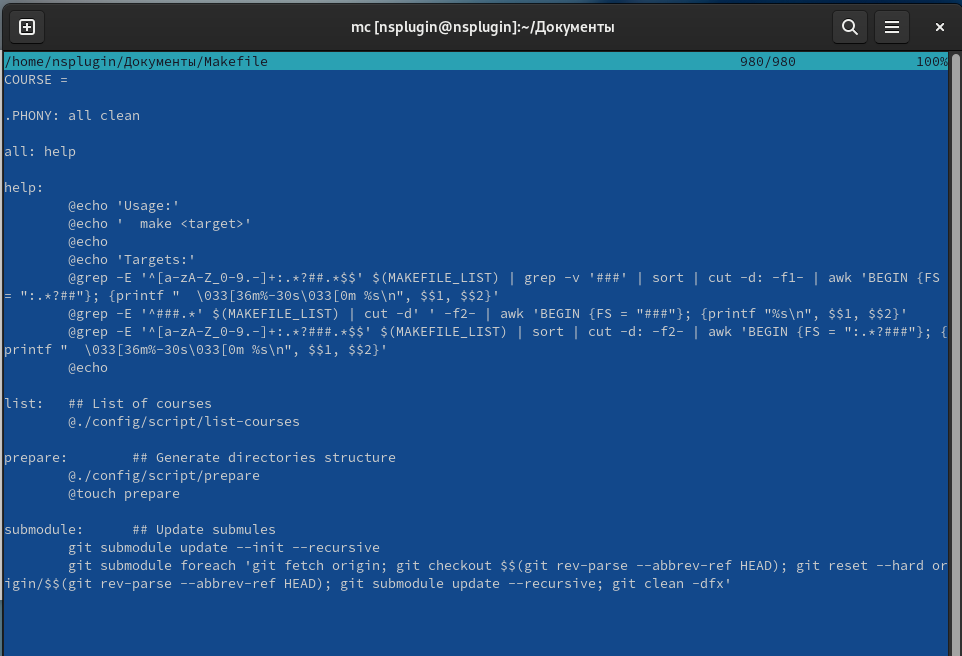 mc [nsplugin@nsplugin]:~/Документы
/home/nsplugin/Документы/Makefile 980/980 100%
COURSE =
.PHONY: all clean
all: help
help:
@echo 'Usage:'
@echo '  make <target>'
@echo
@echo 'Targets:'
@grep -E '^[a-zA-Z_0-9.-]+:.*?##.*$$' $(MAKEFILE_LIST) | grep -v '###' | sort | cut -d: -f1- | awk 'BEGIN {FS
= ":.*?##"}; {printf "  \033[36m%-30s\033[0m %s\n", $$1, $$2}'
@grep -E '^###.*' $(MAKEFILE_LIST) | cut -d' ' -f2- | awk 'BEGIN {FS = "###"}; {printf "%s\n", $$1, $$2}'
@grep -E '^[a-zA-Z_0-9.-]+:.*?###.*$$' $(MAKEFILE_LIST) | sort | cut -d: -f2- | awk 'BEGIN {FS = ":.*?###"}; {
printf "  \033[36m%-30s\033[0m %s\n", $$1, $$2}'
@echo
list:   ## List of courses
@./config/script/list-courses
prepare:        ## Generate directories structure
@./config/script/prepare
@touch prepare
submodule:      ## Update submules
git submodule update --init --recursive
git submodule foreach 'git fetch origin; git checkout $$(git rev-parse --abbrev-ref HEAD); git reset --hard or
igin/$$(git rev-parse --abbrev-ref HEAD); git submodule update --recursive; git clean -dfx'